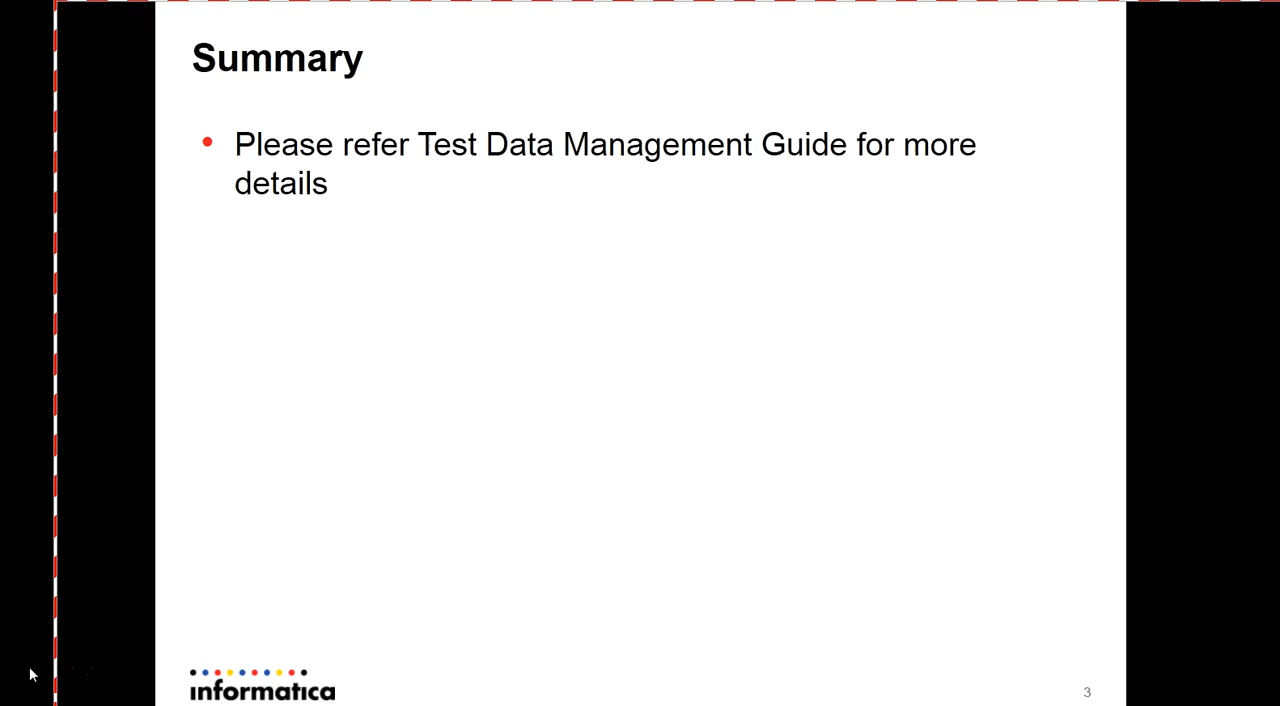 Summary
• Please refer Test Data Management Guide for more
details
informatica
3